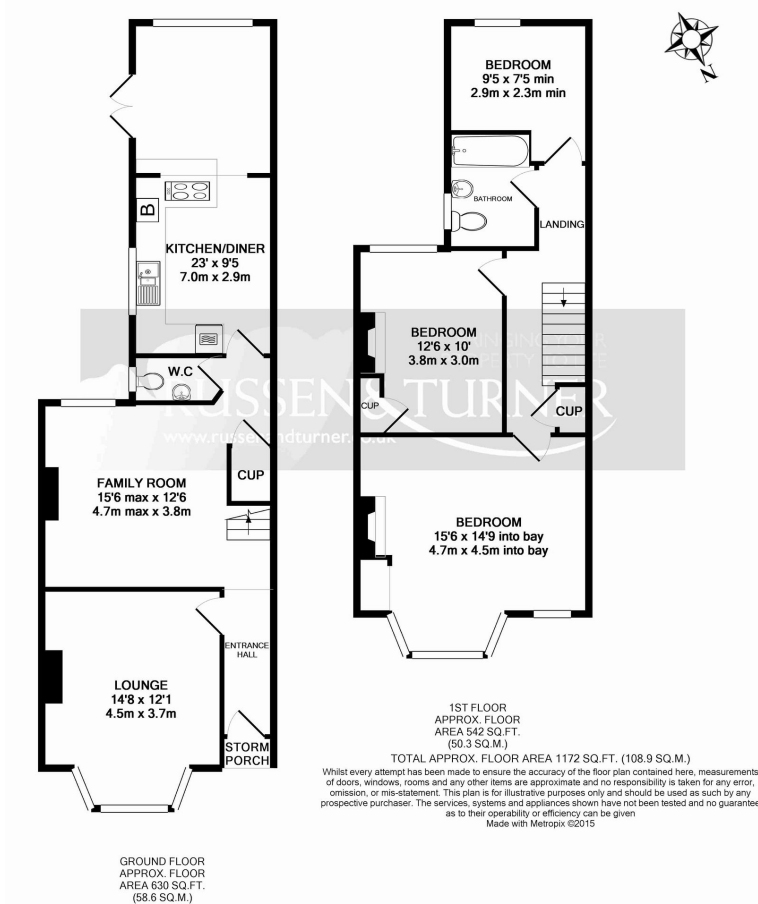 KITCHEN/DINER
23' x 9'5
7.0m x 2.9m
B
W.C
CUP
FAMILY ROOM
15'6 max x 12'6
4.7m max x 3.8m
ENTRANCE
HALL
LOUNGE
14'8 x 12'1
4.5m x 3.7m
STORM
PORCH
GROUND FLOOR
APPROX. FLOOR
AREA 630 SQ.FT.
(58.6 SQ.M.)
N
BEDROOM
9'5 x 7'5 min
2.9m x 2.3m min
BATHROOM
LANDING
BEDROOM
12'6 x 10'
3.8m x 3.0m
CUP
CUP
BEDROOM
15'6 x 14'9 into bay
4.7m x 4.5m into bay
RUSSEN & TURNER
1ST FLOOR
APPROX. FLOOR
AREA 542 SQ.FT.
(50.3 SQ.M.)
TOTAL APPROX. FLOOR AREA 1172 SQ.FT. (108.9 SQ.M.)
Whilst every attempt has been made to ensure the accuracy of the floor plan contained here, measurements
of doors, windows, rooms and any other items are approximate and no responsibility is taken for any error,
omission, or mis-statement. This plan is for illustrative purposes only and should be used as such by any
prospective purchaser. The services, systems and appliances shown have not been tested and no guarantee
as to their operability or efficiency can be given
Made with Metropix ©2015